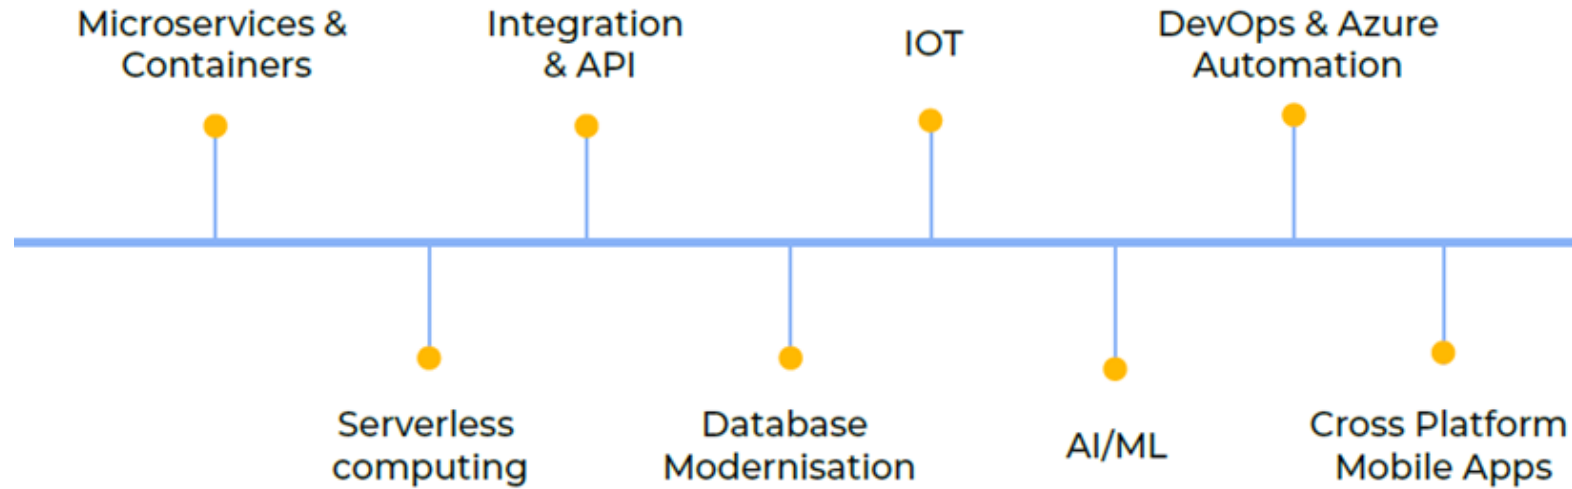 Microservices &
Containers
Integration
& API
IOT
DevOps & Azure
Automation
Serverless
computing
Database
Modernisation
AI/ML
Cross Platform
Mobile Apps